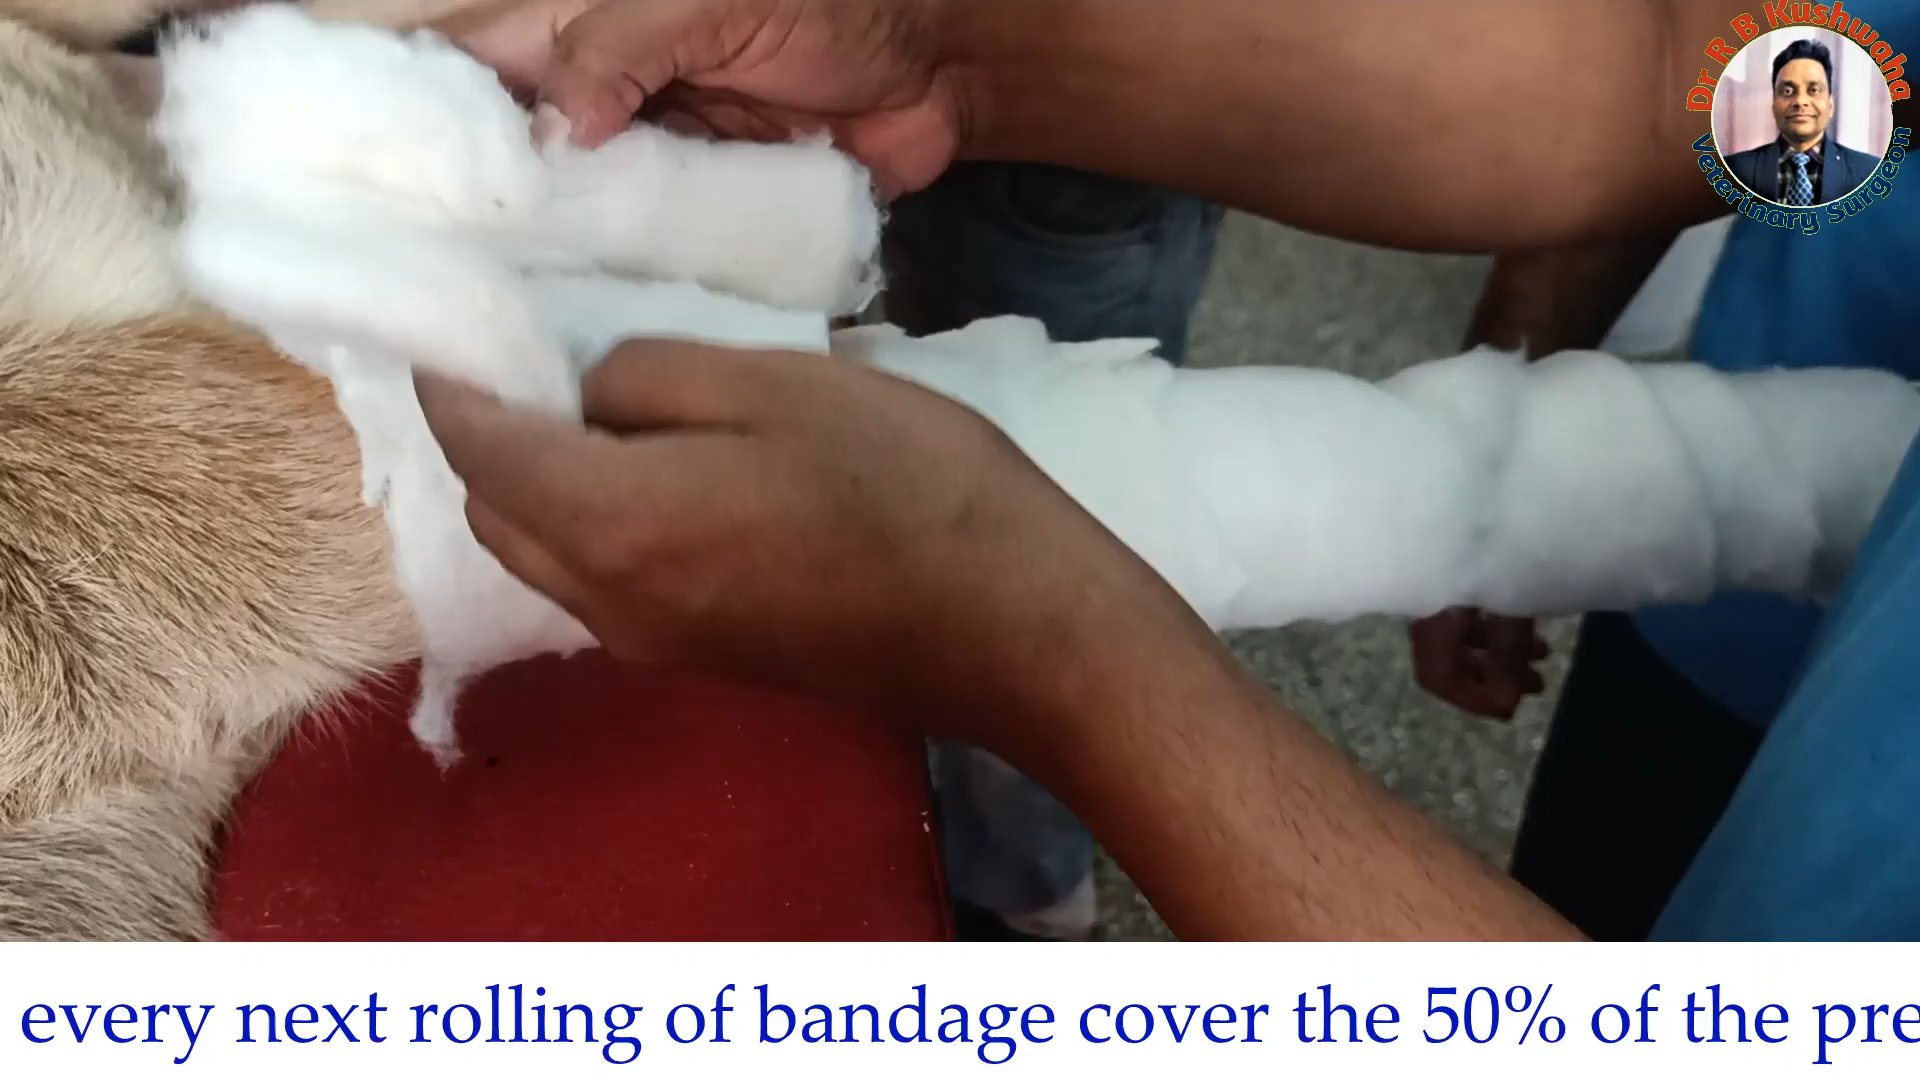 Dr R B Kushwaha
Veterinary Surgeon
every next rolling of bandage cover the 50% of the pre